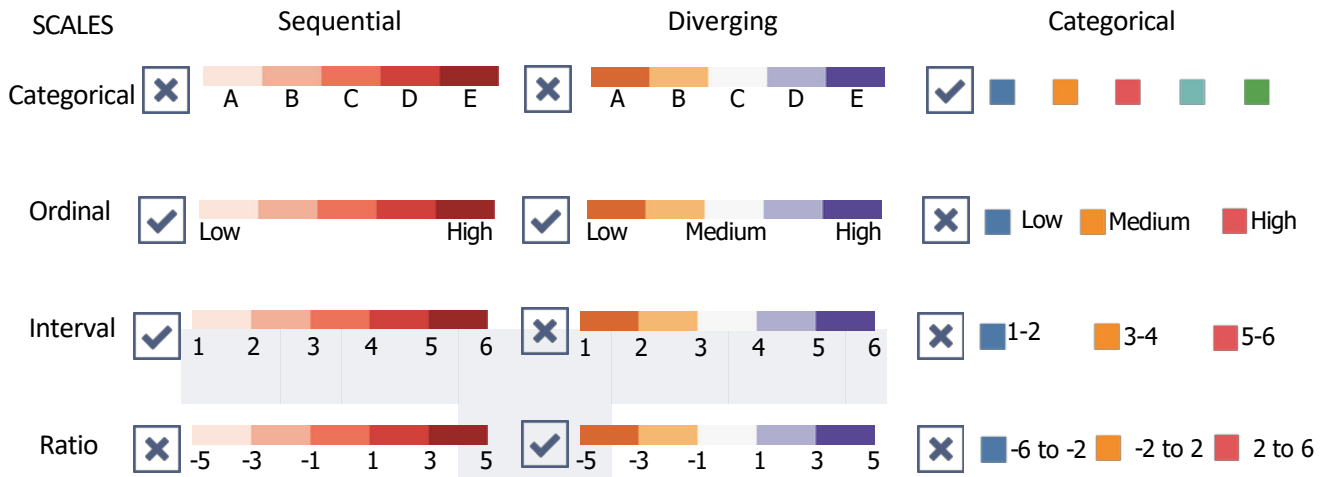 SCALES Sequential Diverging Categorical
Categorical A B C D E A B C D E
Ordinal Low High Low Medium High Low Medium High
Interval 1 2 3 4 5 6 1 2 3 4 5 6 1-2 3-4 5-6
Ratio -5 -3 -1 1 3 5 -5 -3 -1 1 3 5 -6 to -2 -2 to 2 2 to 6